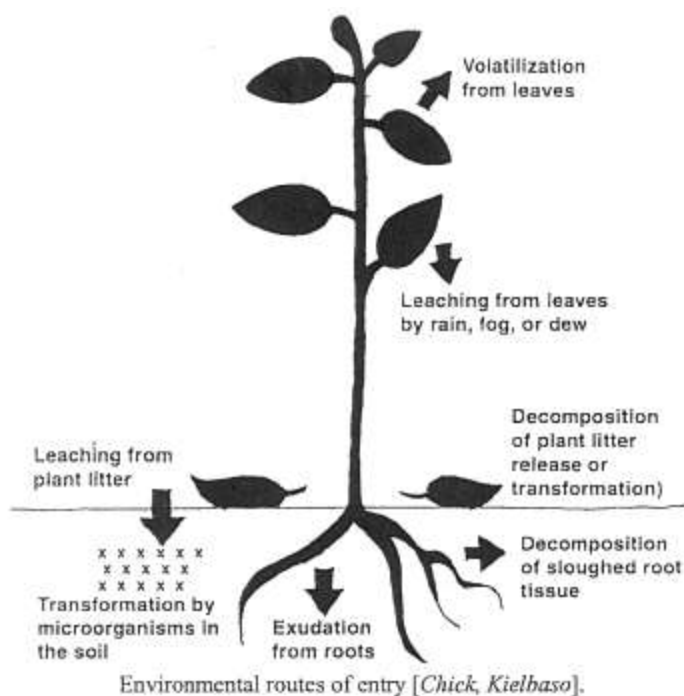 Volatilization
from leaves
Leaching from leaves
by rain, fog, or dew
Leaching from
plant litter
Decomposition
of plant litter
release or
transformation)
x x x x x x
x x x x x
x x x x x
Transformation by
microorganisms in
the soil
Exudation
from roots
Decomposition
of sloughed root
tissue
Environmental routes of entry [Chick, Kielbaso].